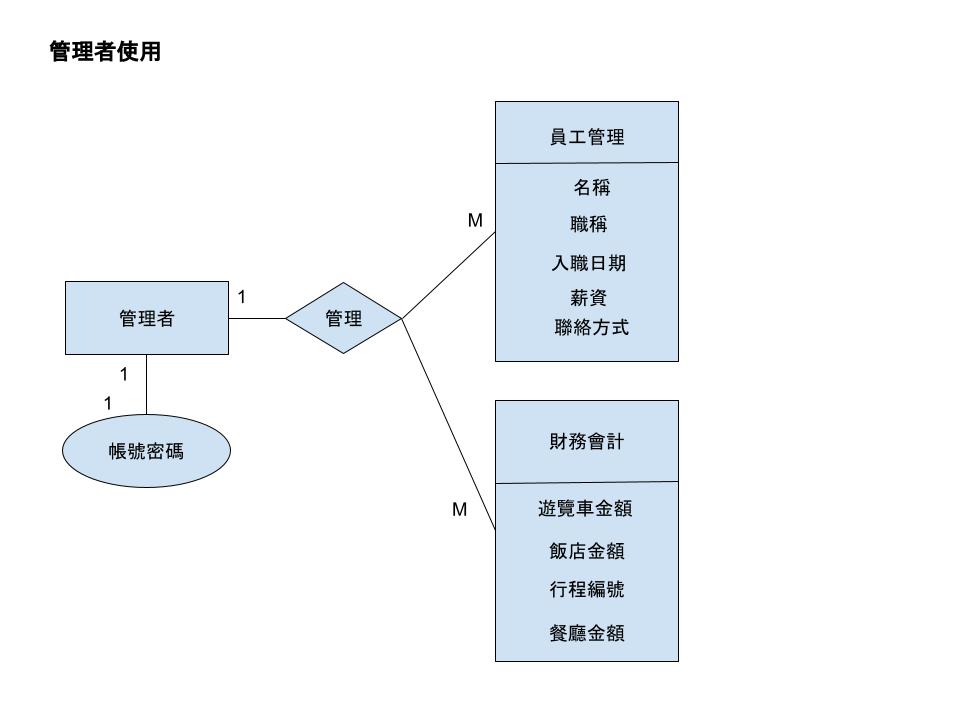 管理者使用
員工管理
名稱
職稱
入職日期
薪資
聯絡方式
M
管理者
1
管理
1
1
帳號密碼
財務會計
遊覽車金額
飯店金額
行程編號
餐廳金額
M